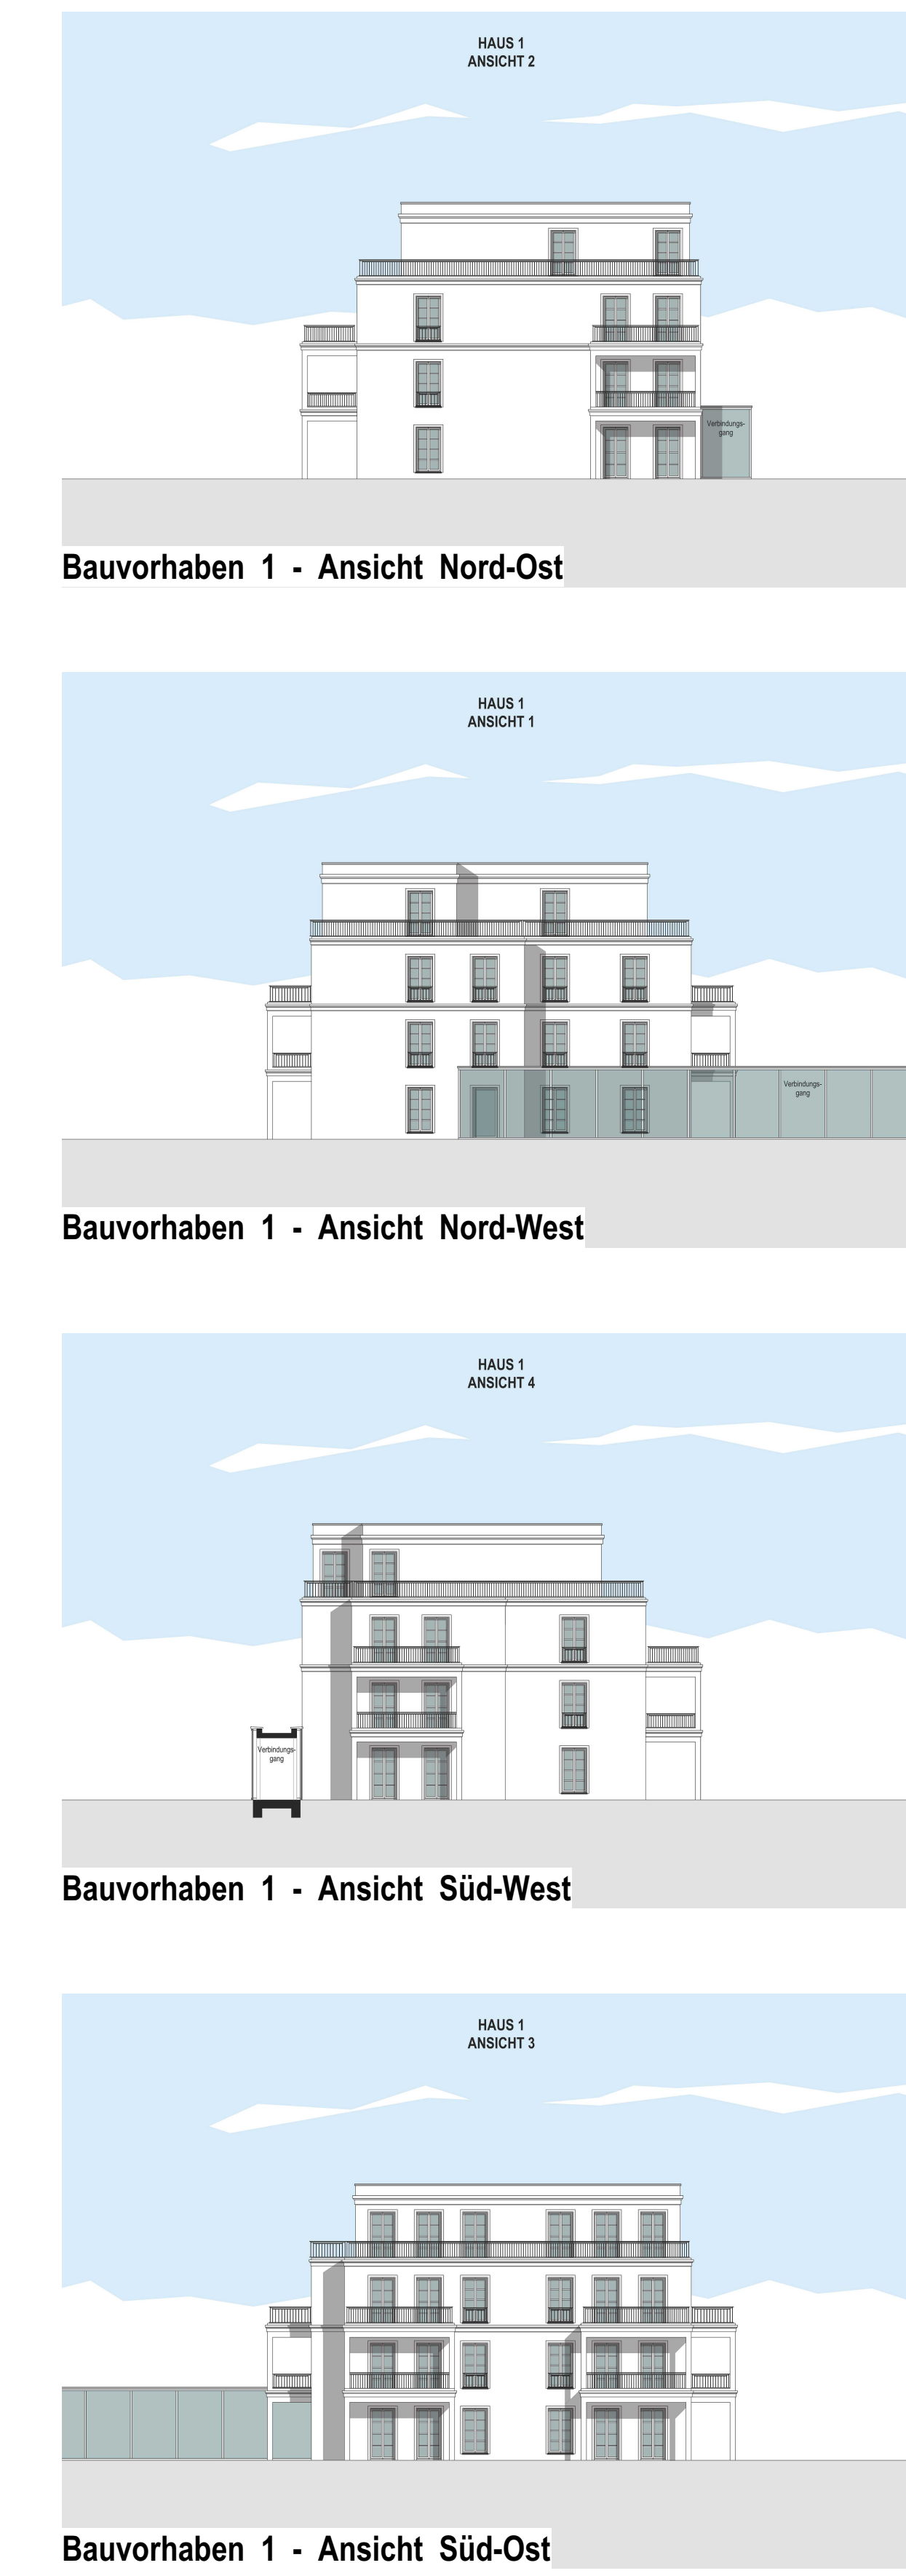 HAUS 1
ANSICHT 2
Verbindungs-
gang
Bauvorhaben 1 - Ansicht Nord-Ost
HAUS 1
ANSICHT 1
Verbindungs-
gang
Bauvorhaben 1 - Ansicht Nord-West
HAUS 1
ANSICHT 4
Verbindungs-
gang
Bauvorhaben 1 - Ansicht Süd-West
HAUS 1
ANSICHT 3
Bauvorhaben 1 - Ansicht Süd-Ost